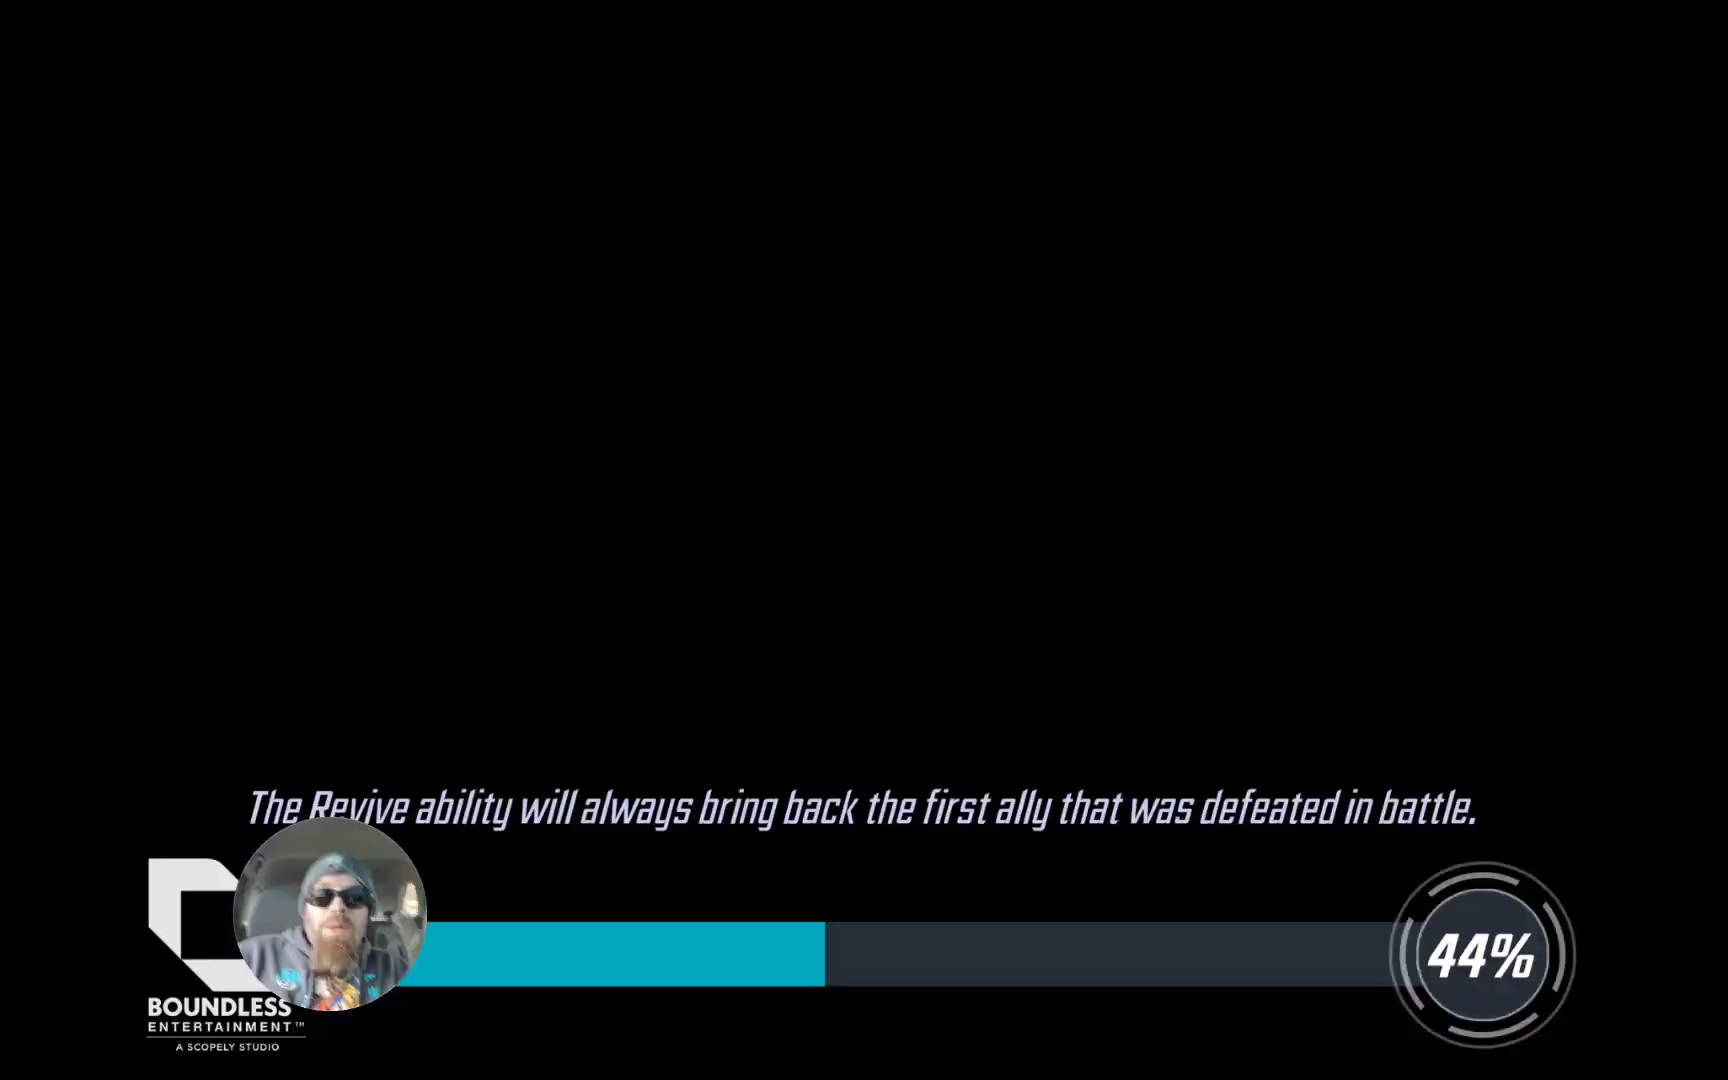 The Revive ability will always bring back the first ally that was defeated in battle.
44%
BOUNDLESS
ENTERTAINMENT™
A SCOPELY STUDIO